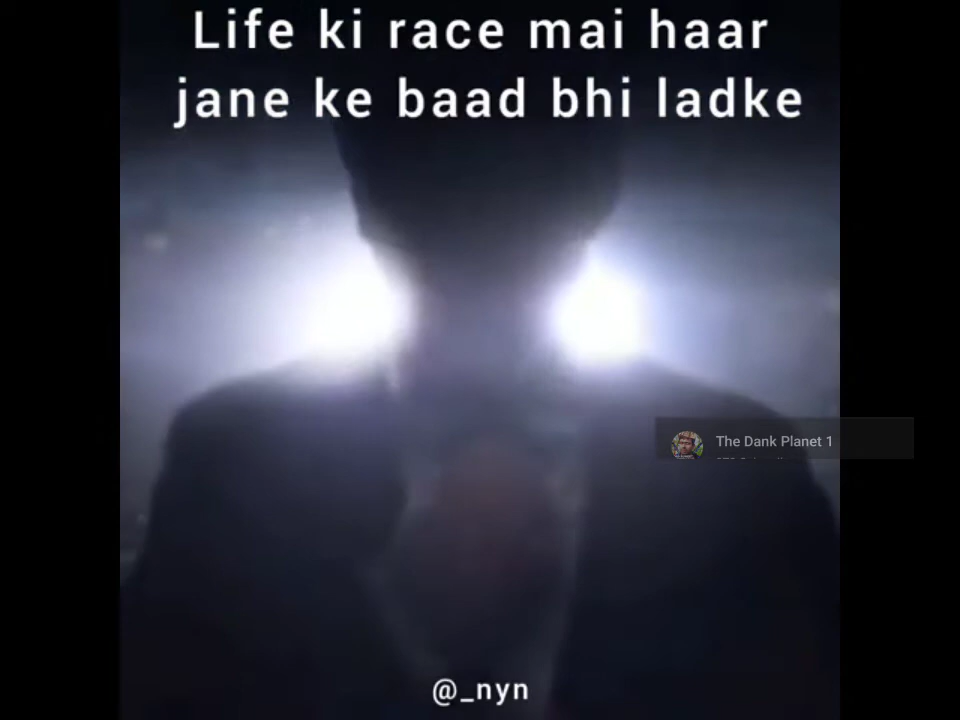 Life ki race mai haar
jane ke baad bhi ladke
The Dank Planet 1
@_nyn